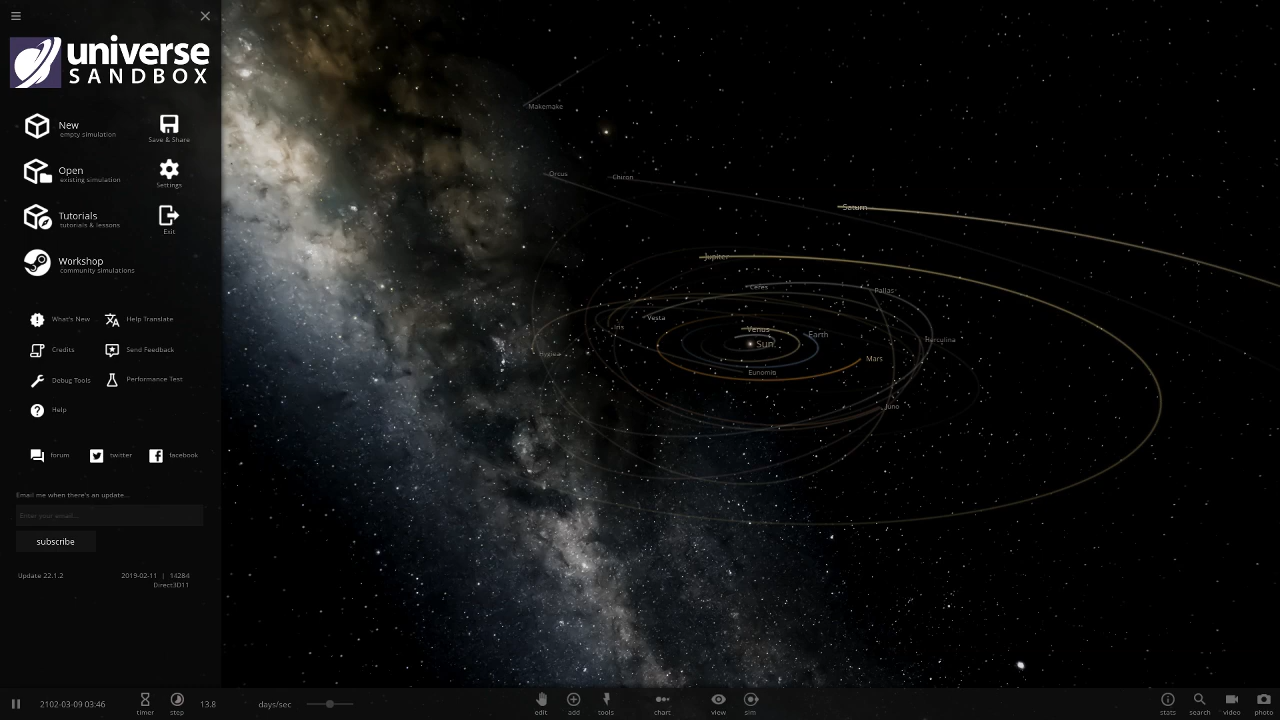 universe
SANDBOX
New
empty simulation
Save & Share
Open
existing simulation
Settings
Tutorials
tutorials & lessons
Exit
Workshop
community simulations
What's New
Help Translate
Credits
Send Feedback
Debug Tools
Performance Test
Help
forum
twitter
facebook
Email me when there's an update...
Enter your email...
subscribe
Update 22.1.2
2019-02-11 | 14284
Direct3D11
Makemake
Orcus
Chiron
Saturn
Jupiter
Ceres
Pallas
Vesta
Iris
Venus
Earth
Sun
Herculina
Hygiea
Mars
Eunomia
Juno
2102-03-09 03:46
timer
step
13.8
days/sec
edit
add
tools
chart
view
sim
stats
search
video
photo